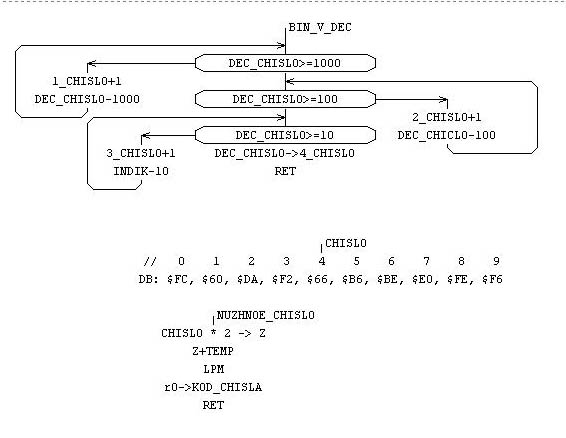 BIN_V_DEC
DEC_CHISLO>=1000
1_CHISLO+1
DEC_CHISLO-1000
DEC_CHISLO>=100
2_CHISLO+1
DEC_CHICLO-100
DEC_CHISLO>=10
3_CHISLO+1
INDIK-10
DEC_CHISLO->4_CHISLO
RET
CHISLO
// 0 1 2 3 4 5 6 7 8 9
DB: $FC, $60, $DA, $F2, $66, $B6, $BE, $E0, $FE, $F6
NUZHNOE_CHISLO
CHISLO * 2 -> Z
Z+TEMP
LPM
r0->KOD_CHISLA
RET